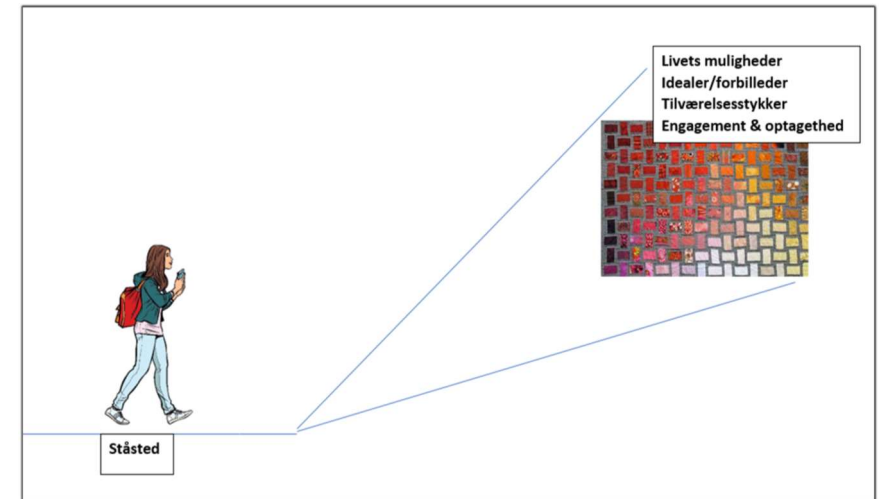 Livets muligheder
Idealer/forbilleder
Tilværelsesstykker
Engagement & optagethed
Ståsted